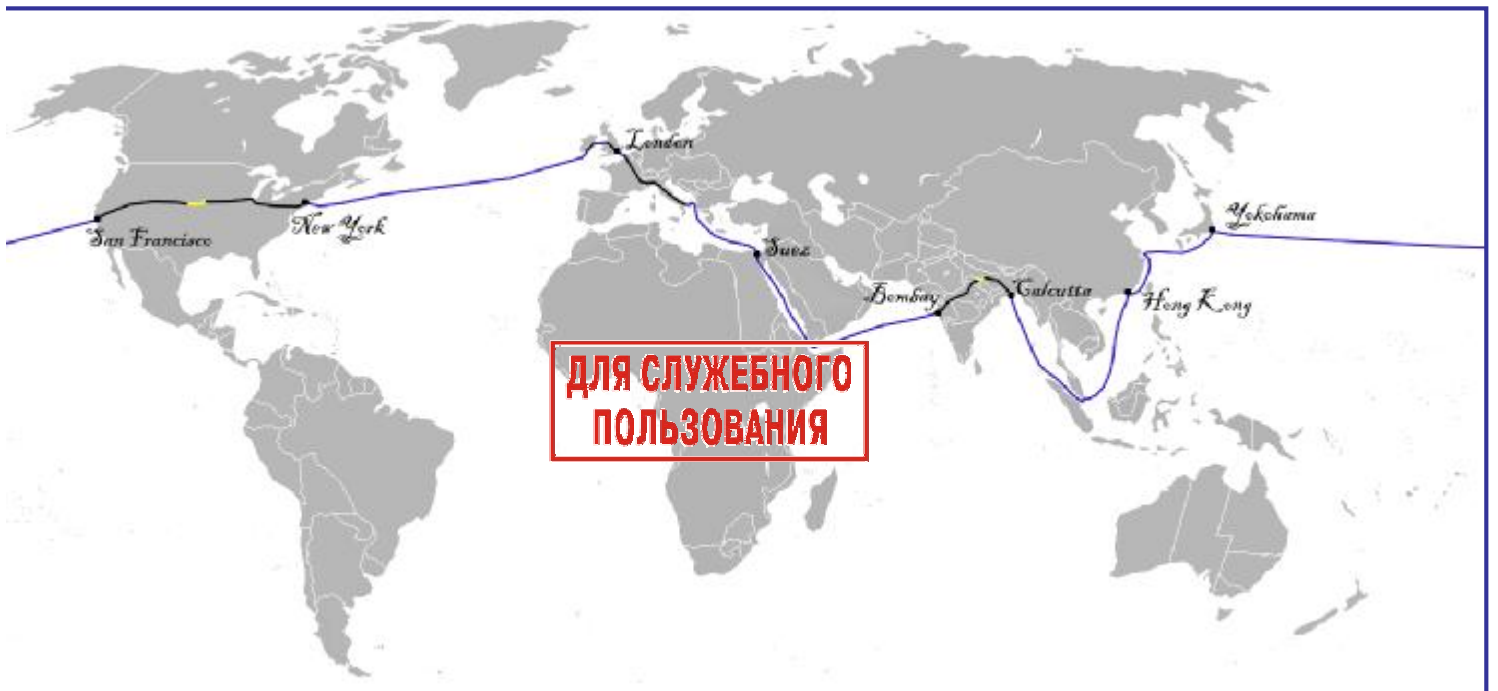 London
Yokohama
New York
San Francisco
Suez
Bombay
Calcutta
Hong Kong
ДЛЯ СЛУЖЕБНОГО
ПОЛЬЗОВАНИЯ